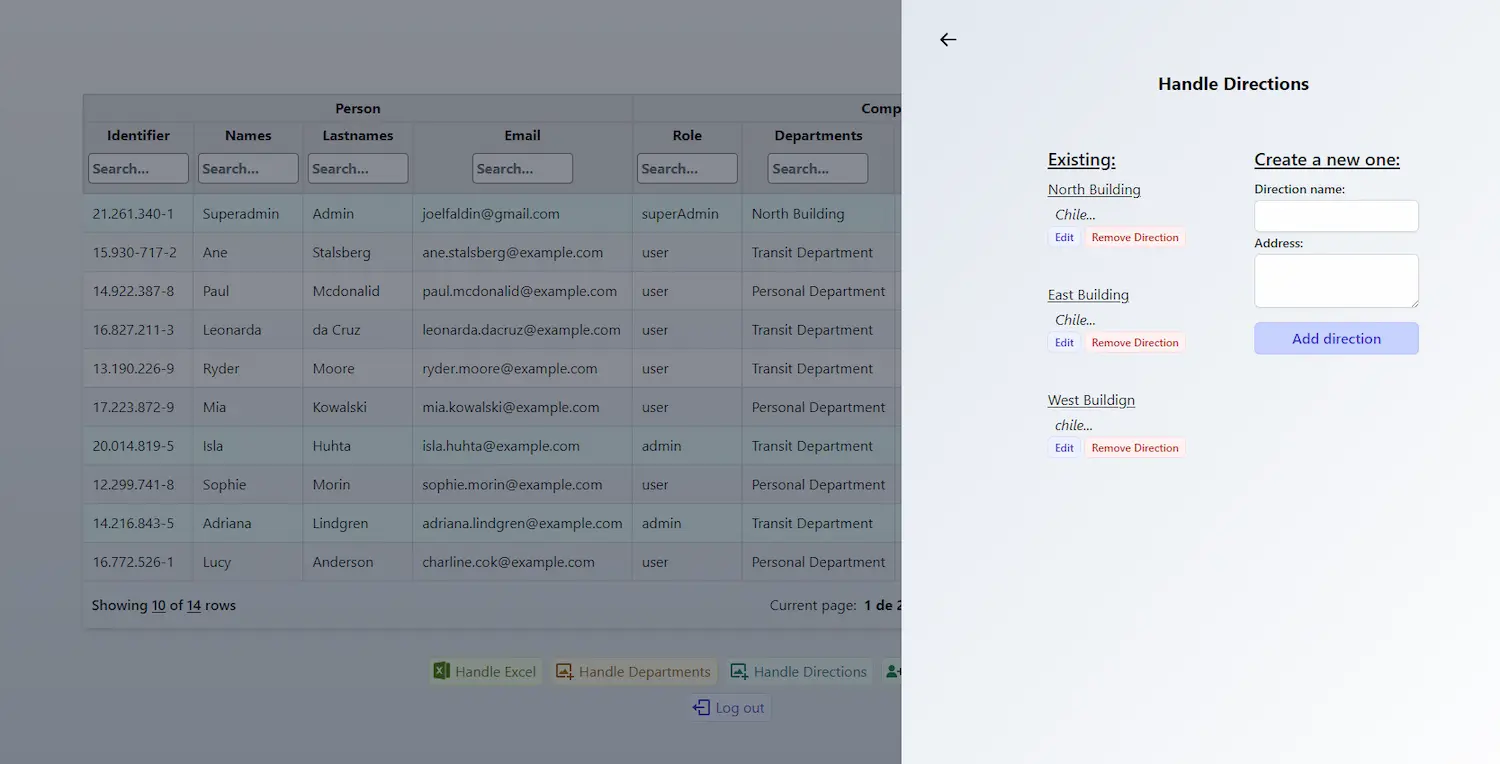 Person Comp
Identifier Names Lastnames Email Role Departments
Search... Search... Search... Search... Search... Search...
21.261.340-1 Superadmin Admin joelfaldin@gmail.com superAdmin North Building
15.930-717-2 Ane Stalsberg ane.stalsberg@example.com user Transit Department
14.922.387-8 Paul Mcdonalid paul.mcdonalid@example.com user Personal Department
16.827.211-3 Leonarda da Cruz leonarda.dacruz@example.com user Transit Department
13.190.226-9 Ryder Moore ryder.moore@example.com user Transit Department
17.223.872-9 Mia Kowalski mia.kowalski@example.com user Personal Department
20.014.819-5 Isla Huhta isla.huhta@example.com admin Transit Department
12.299.741-8 Sophie Morin sophie.morin@example.com user Personal Department
14.216.843-5 Adriana Lindgren adriana.lindgren@example.com admin Transit Department
16.772.526-1 Lucy Anderson charline.cok@example.com user Personal Department
Showing 10 of 14 rows Current page: 1 de 2
Handle Excel Handle Departments Handle Directions
Log out
Handle Directions
Existing:
North Building
Chile...
Edit Remove Direction
East Building
Chile...
Edit Remove Direction
West Buildign
chile...
Edit Remove Direction
Create a new one:
Direction name:
Address:
Add direction